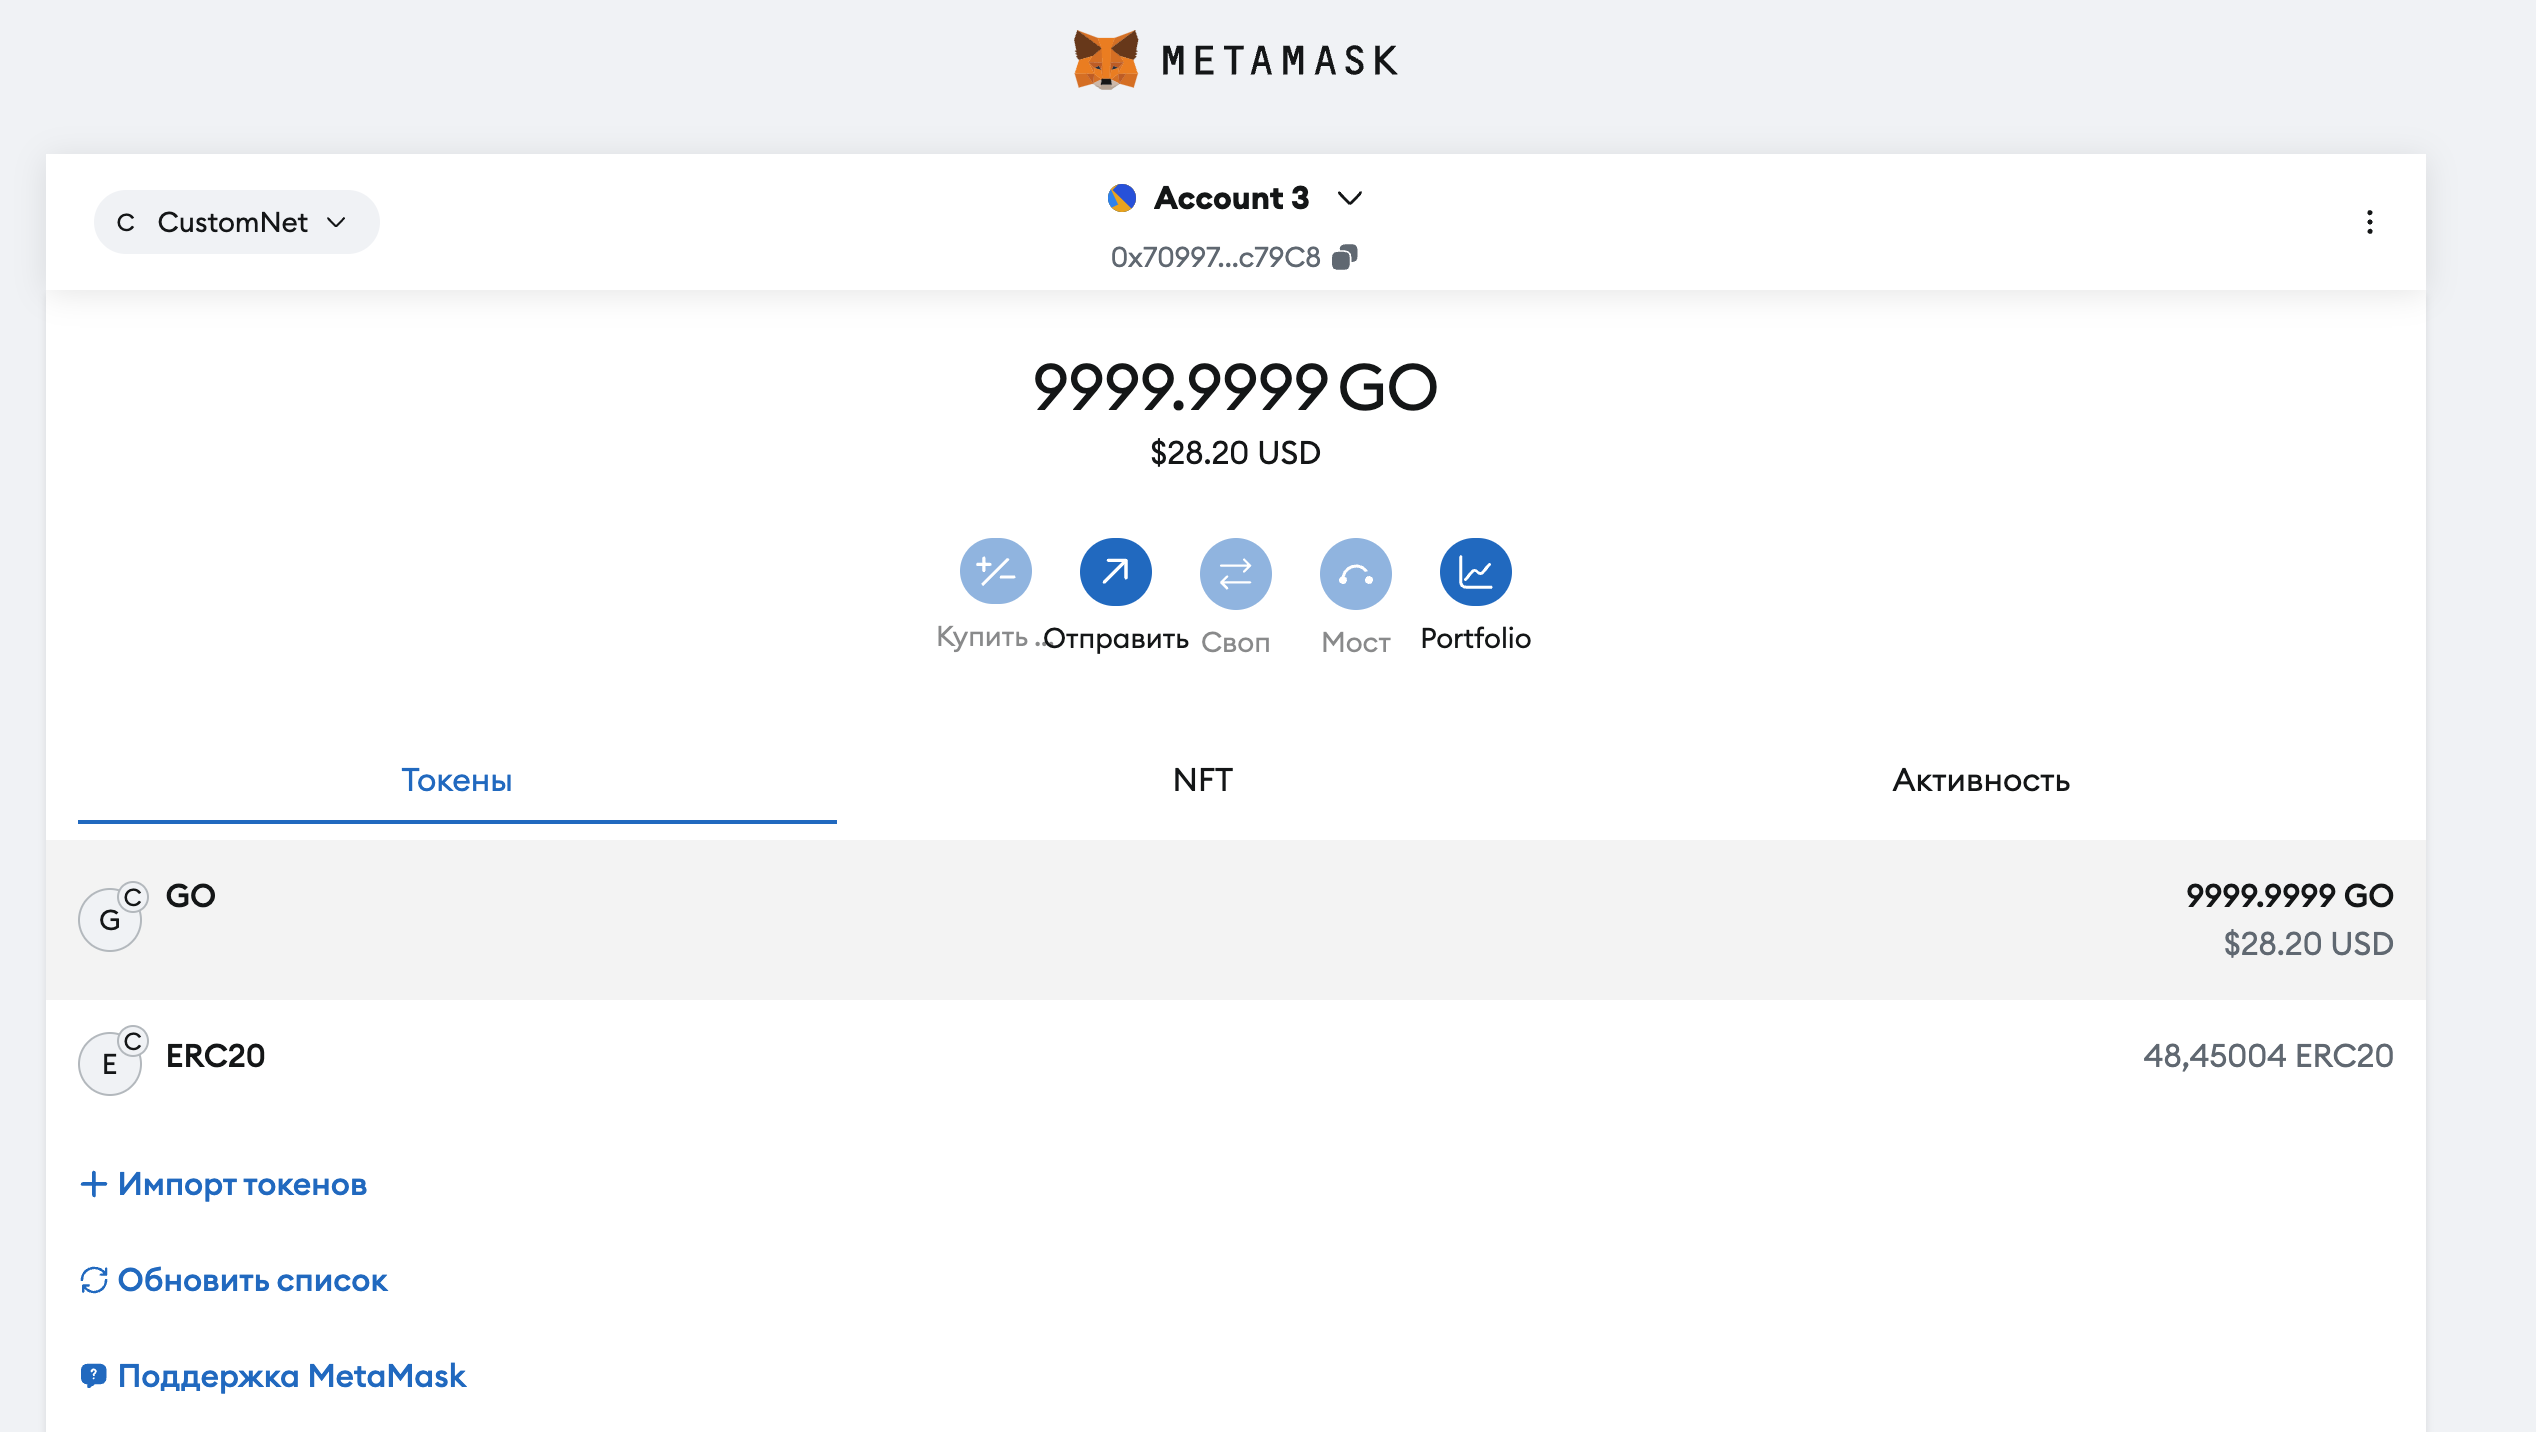 METAMASK
C CustomNet
Account 3
0x70997...c79C8
9999.9999 GO
$28.20 USD
Купить ... Отправить Своп Мост Portfolio
Токены NFT Активность
G C GO 9999.9999 GO
$28.20 USD
E C ERC20 48,45004 ERC20
+ Импорт токенов
Обновить список
? Поддержка MetaMask